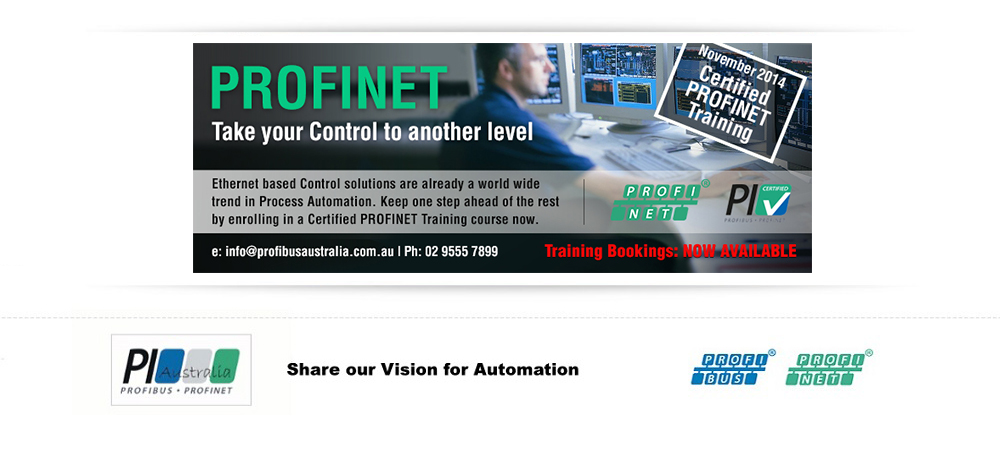 PROFINET
Take your Control to another level
November 2014
Certified
PROFINET
Training
Ethernet based Control solutions are already a world wide
trend in Process Automation. Keep one step ahead of the rest
by enrolling in a Certified PROFINET Training course now.
PROFI®
NET
PI CERTIFIED
PROFIBUS • PROFINET
e: info@profibusaustralia.com.au | Ph: 02 9555 7899
Training Bookings: NOW AVAILABLE
PI Australia
PROFIBUS • PROFINET
Share our Vision for Automation
PROFI®
BUS
PROFI®
NET